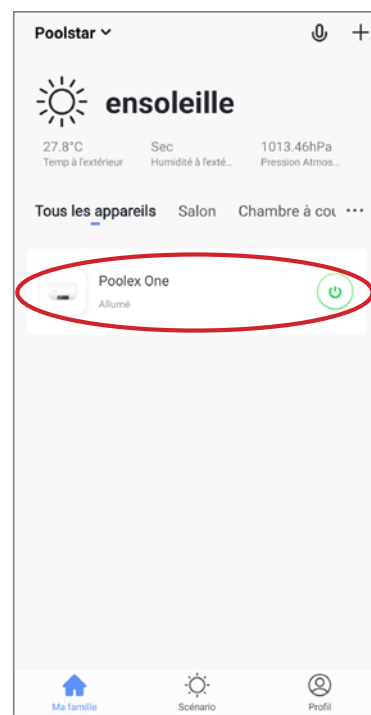 Poolstar
ensoleille
27.8°C Sec 1013.46hPa
Temp à l'extérieur Humidité à l'exté... Pression Atmos...
Tous les appareils Salon Chambre à cou ...
Poolex One
Allumé
Ma famille Scénario Profil